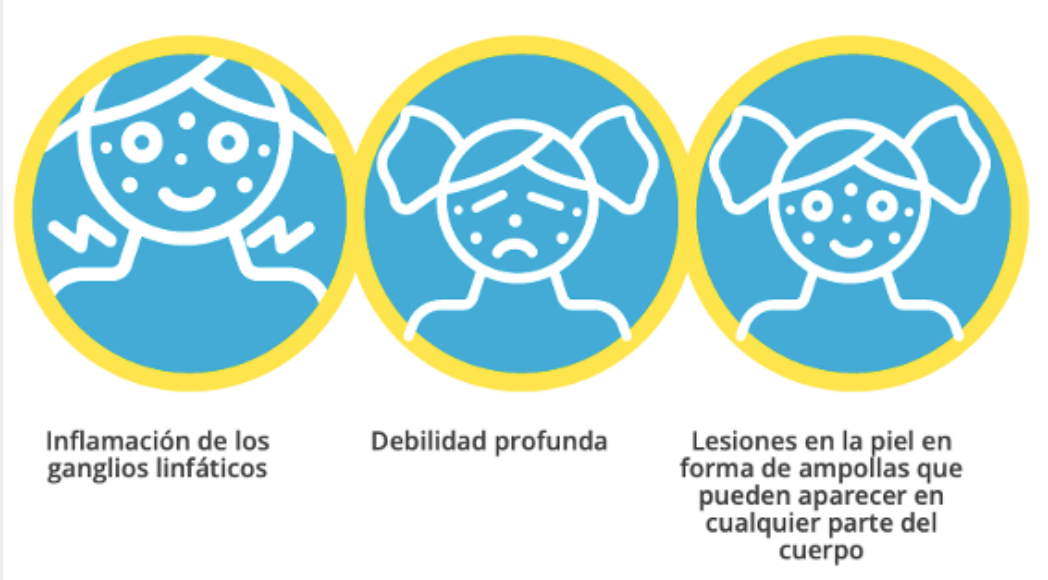 Inflamación de los
ganglios linfáticos
Debilidad profunda
Lesiones en la piel en
forma de ampollas que
pueden aparecer en
cualquier parte del
cuerpo